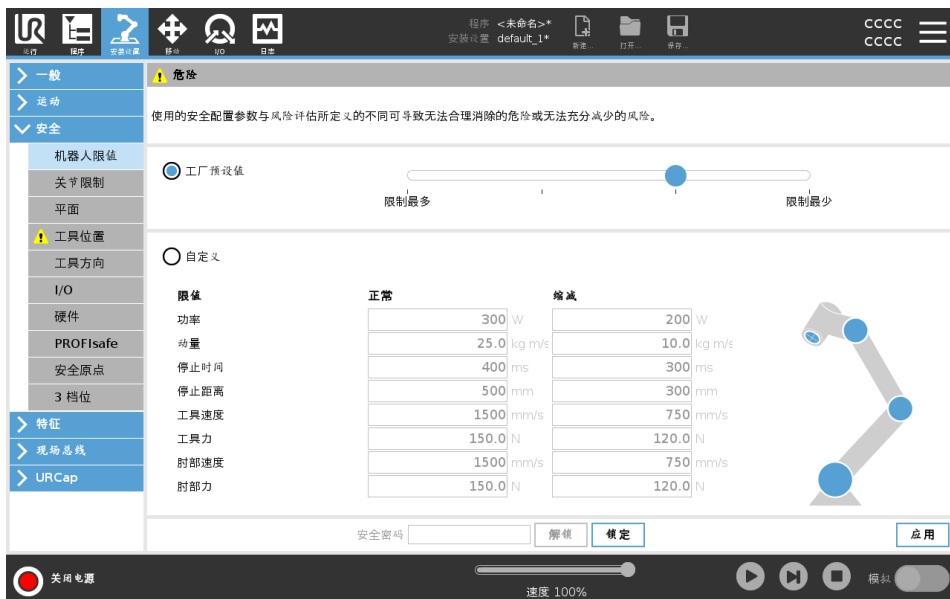 程序 <未命名>*
安装设置 default_1*
CCCC
CCCC
运行 程序 安装设置 移动 I/O 日志 新建... 打开... 保存...
一般
运动
安全
机器人限值
关节限制
平面
工具位置
工具方向
I/O
硬件
PROFIsafe
安全原点
3 档位
特征
现场总线
URCap
危险
使用的安全配置参数与风险评估所定义的不同可导致无法合理消除的危险或无法充分减少的风险。
工厂预设值
限制最多 限制最少
自定义
限值 正常 缩减
功率 300 W 200 W
动量 25.0 kg m/s 10.0 kg m/s
停止时间 400 ms 300 ms
停止距离 500 mm 300 mm
工具速度 1500 mm/s 750 mm/s
工具力 150.0 N 120.0 N
肘部速度 1500 mm/s 750 mm/s
肘部力 150.0 N 120.0 N
安全密码 解锁 锁定 应用
关闭电源
速度 100%
模拟